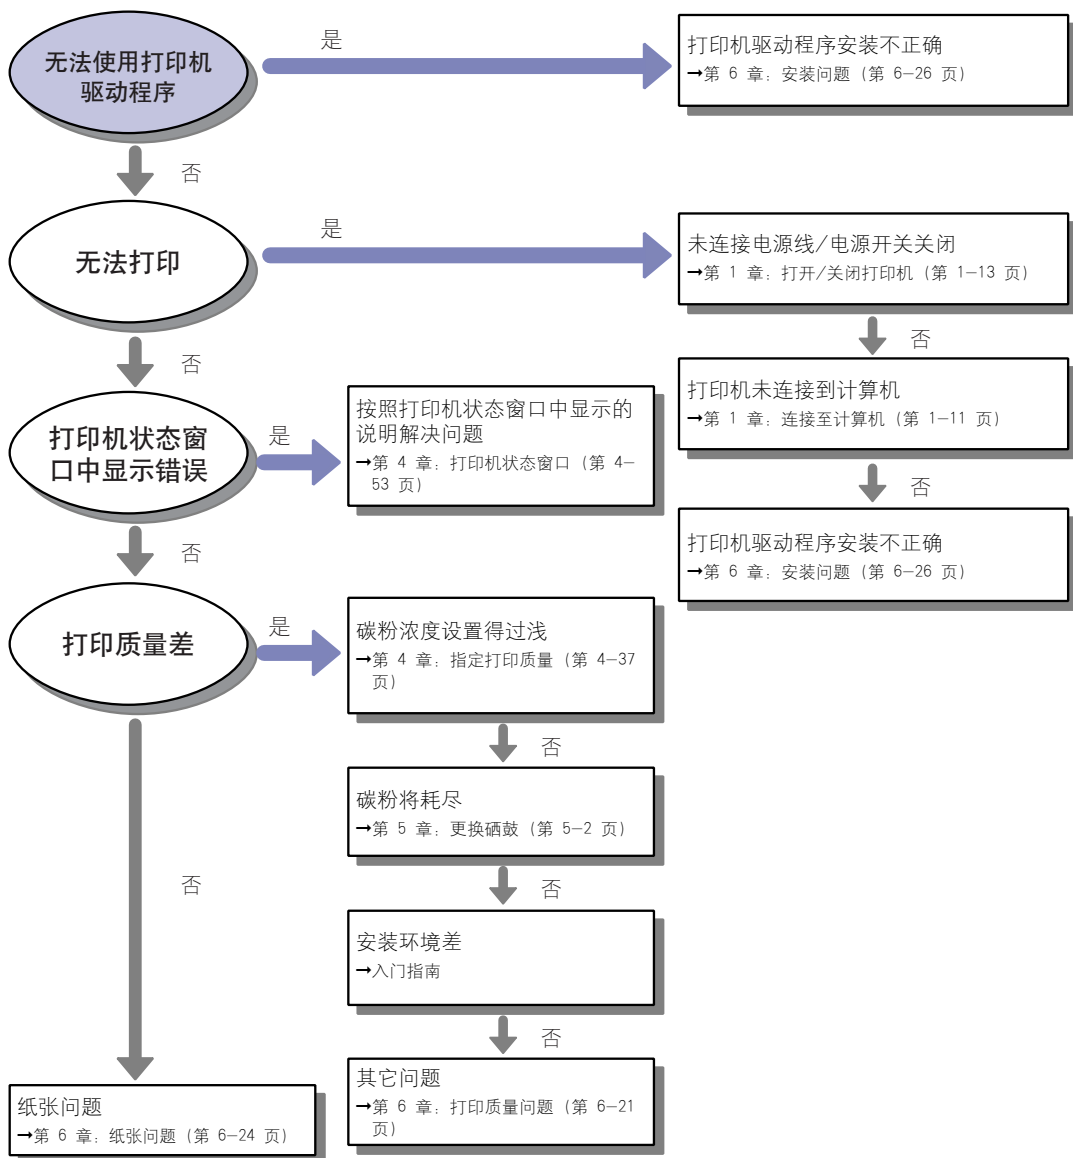 无法使用打印机
驱动程序
是
打印机驱动程序安装不正确
→第 6 章：安装问题（第 6-26 页）
否
无法打印
是
未连接电源线/电源开关关闭
→第 1 章：打开/关闭打印机（第 1-13 页）
否
打印机未连接到计算机
→第 1 章：连接至计算机（第 1-11 页）
否
打印机驱动程序安装不正确
→第 6 章：安装问题（第 6-26 页）
否
打印机状态窗
口中显示错误
是
按照打印机状态窗口中显示的
说明解决问题
→第 4 章：打印机状态窗口（第 4-
53 页）
否
打印质量差
是
碳粉浓度设置得过浅
→第 4 章：指定打印质量（第 4-37
页）
否
碳粉将耗尽
→第 5 章：更换硒鼓（第 5-2 页）
否
安装环境差
→入门指南
否
其它问题
→第 6 章：打印质量问题（第 6-21
页）
否
纸张问题
→第 6 章：纸张问题（第 6-24 页）